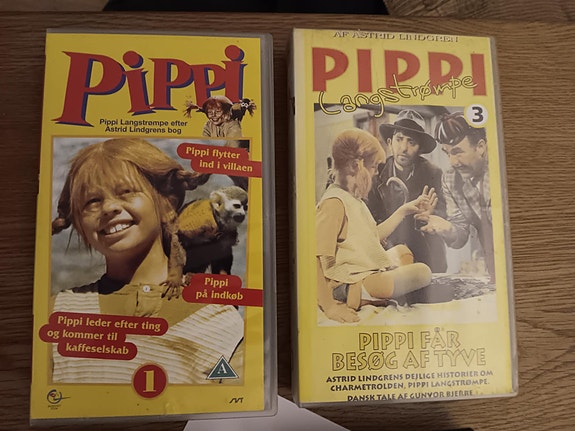 PIPPI
Pippi Langstrømpe efter
Astrid Lindgrens bog
Pippi flytter
ind i villaen
Pippi
på indkøb
Pippi leder efter ting
og kommer til
kaffeselskab
1
A
SVT
AF ASTRID LINDGREN
PIPPI
Langstrømpe
3
PIPPI FÅR
BESØG AF TYVE
ASTRID LINDGRENS DEJLIGE HISTORIER OM
CHARMETROLDEN, PIPPI LANGSTRØMPE.
DANSK TALE AF GUNVOR BJERRE